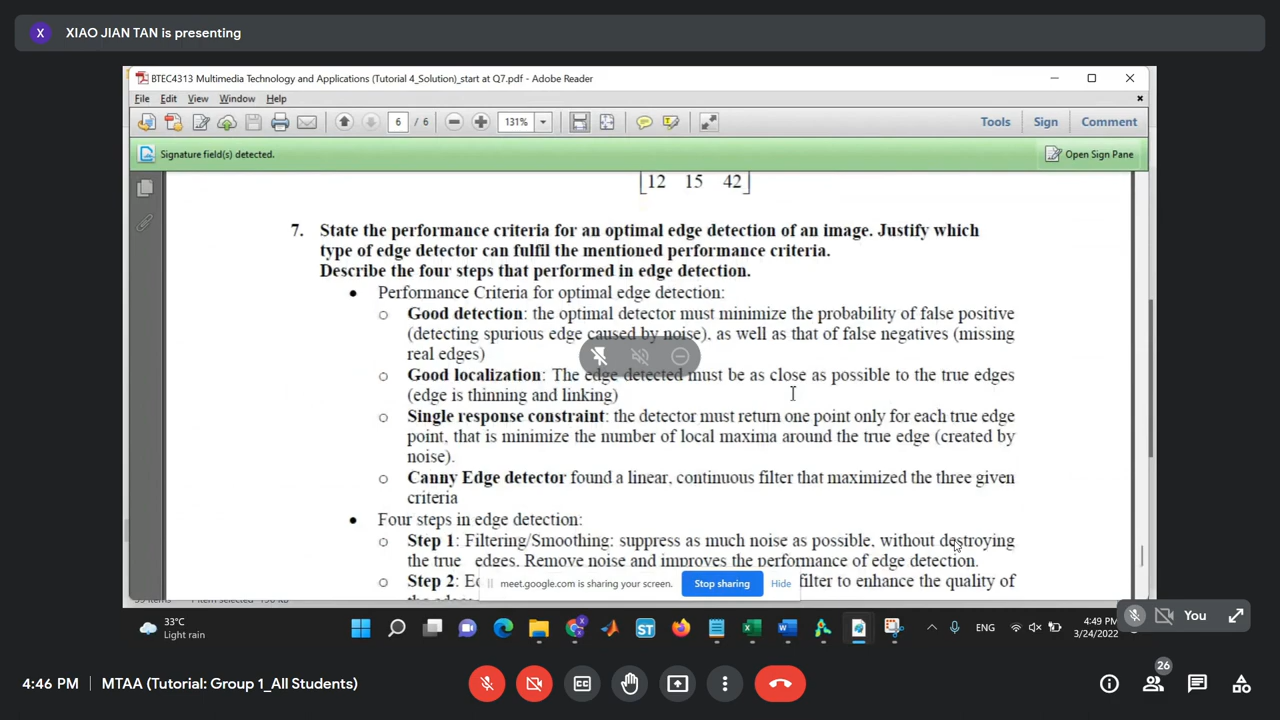 X XIAO JIAN TAN is presenting
BTEC4313 Multimedia Technology and Applications (Tutorial 4_Solution)_start at Q7.pdf - Adobe Reader
File Edit View Window Help
6 / 6 131% Tools Sign Comment
Signature field(s) detected. Open Sign Pane
12 15 42
7. State the performance criteria for an optimal edge detection of an image. Justify which
type of edge detector can fulfil the mentioned performance criteria.
Describe the four steps that performed in edge detection.
• Performance Criteria for optimal edge detection:
o Good detection: the optimal detector must minimize the probability of false positive
(detecting spurious edge caused by noise), as well as that of false negatives (missing
real edges)
o Good localization: The edge detected must be as close as possible to the true edges
(edge is thinning and linking)
o Single response constraint: the detector must return one point only for each true edge
point, that is minimize the number of local maxima around the true edge (created by
noise).
o Canny Edge detector found a linear, continuous filter that maximized the three given
criteria
• Four steps in edge detection:
o Step 1: Filtering/Smoothing: suppress as much noise as possible, without destroying
the true edges. Remove noise and improves the performance of edge detection.
o Step 2: filter to enhance the quality of
meet.google.com is sharing your screen. Stop sharing Hide
You
33°C
Light rain
ST
ENG
4:49 PM
3/24/2022
26
4:46 PM | MTAA (Tutorial: Group 1_All Students)